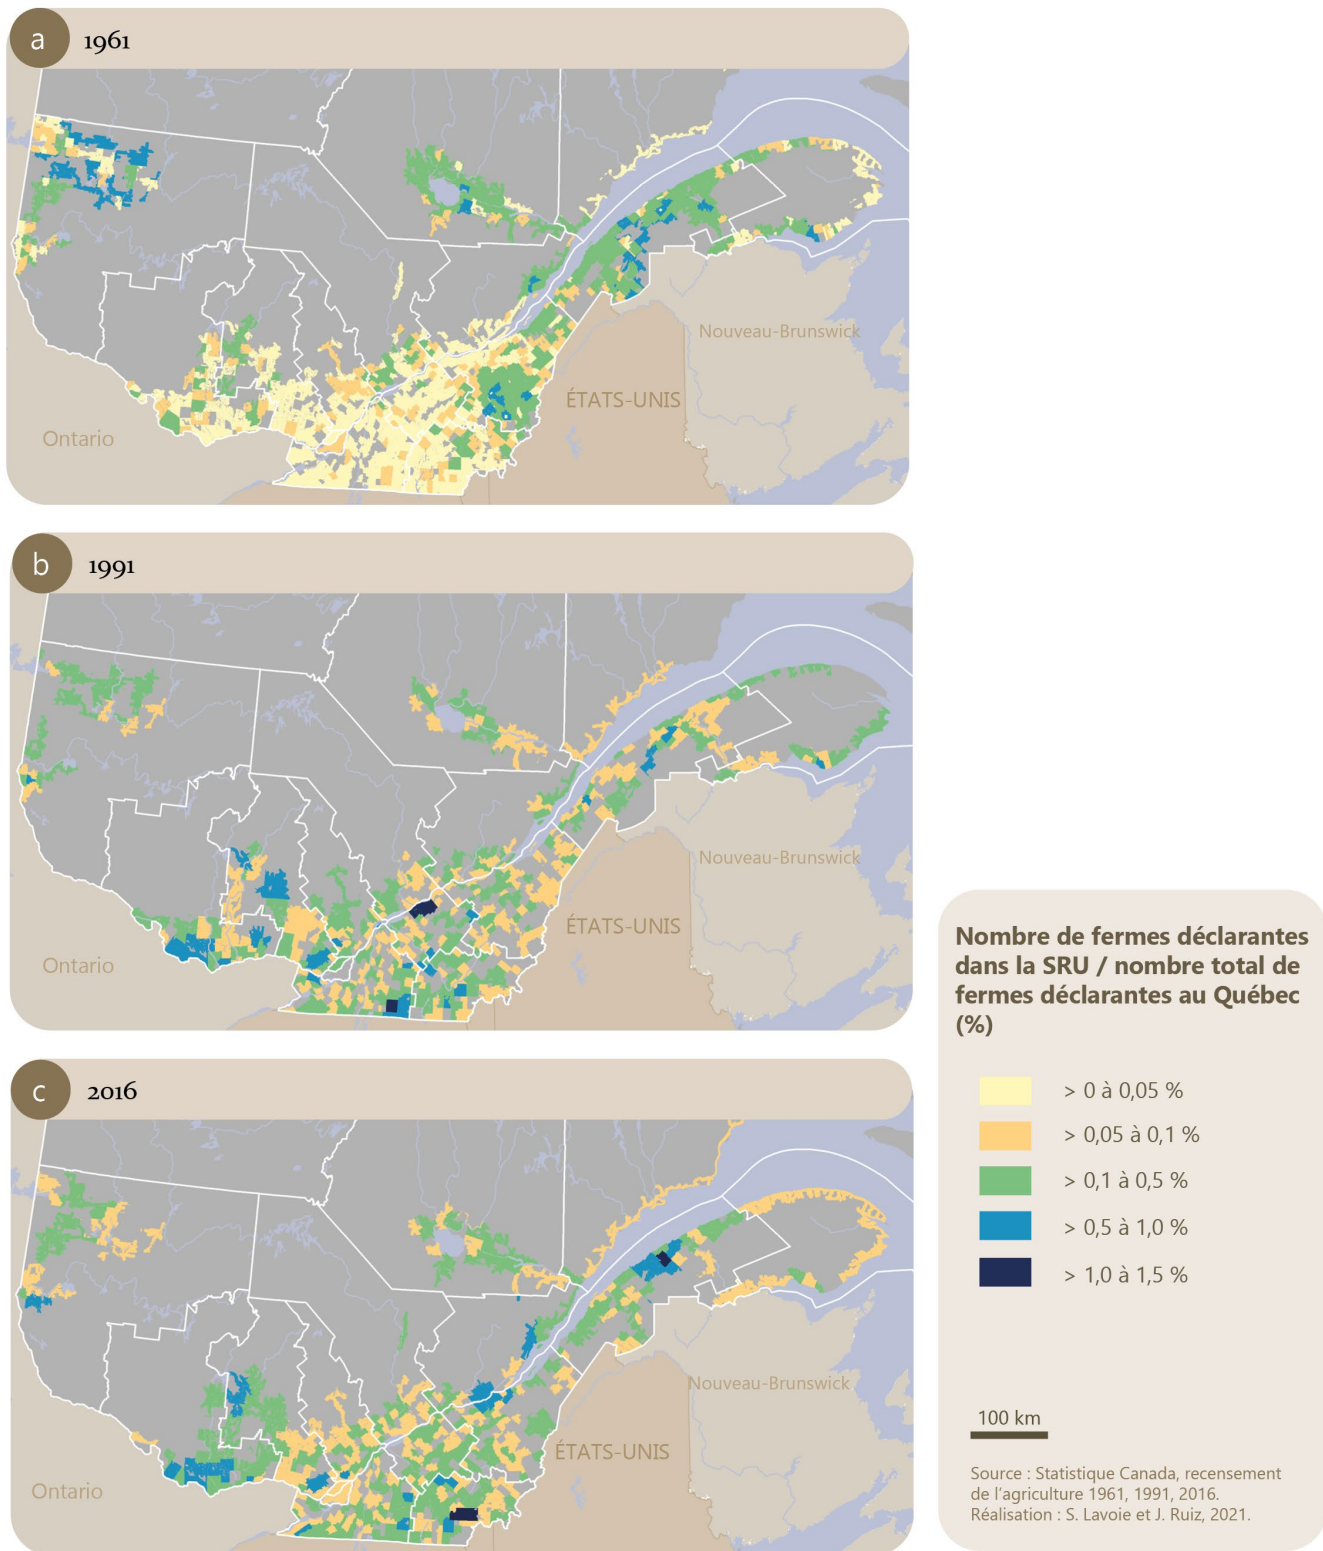 a
1961
Nouveau-Brunswick
ÉTATS-UNIS
Ontario
b
1991
Nouveau-Brunswick
ÉTATS-UNIS
Ontario
c
2016
Nouveau-Brunswick
ÉTATS-UNIS
Ontario
Nombre de fermes déclarantes
dans la SRU / nombre total de
fermes déclarantes au Québec
(%)
> 0 à 0,05 %
> 0,05 à 0,1 %
> 0,1 à 0,5 %
> 0,5 à 1,0 %
> 1,0 à 1,5 %
100 km
Source : Statistique Canada, recensement
de l'agriculture 1961, 1991, 2016.
Réalisation : S. Lavoie et J. Ruiz, 2021.